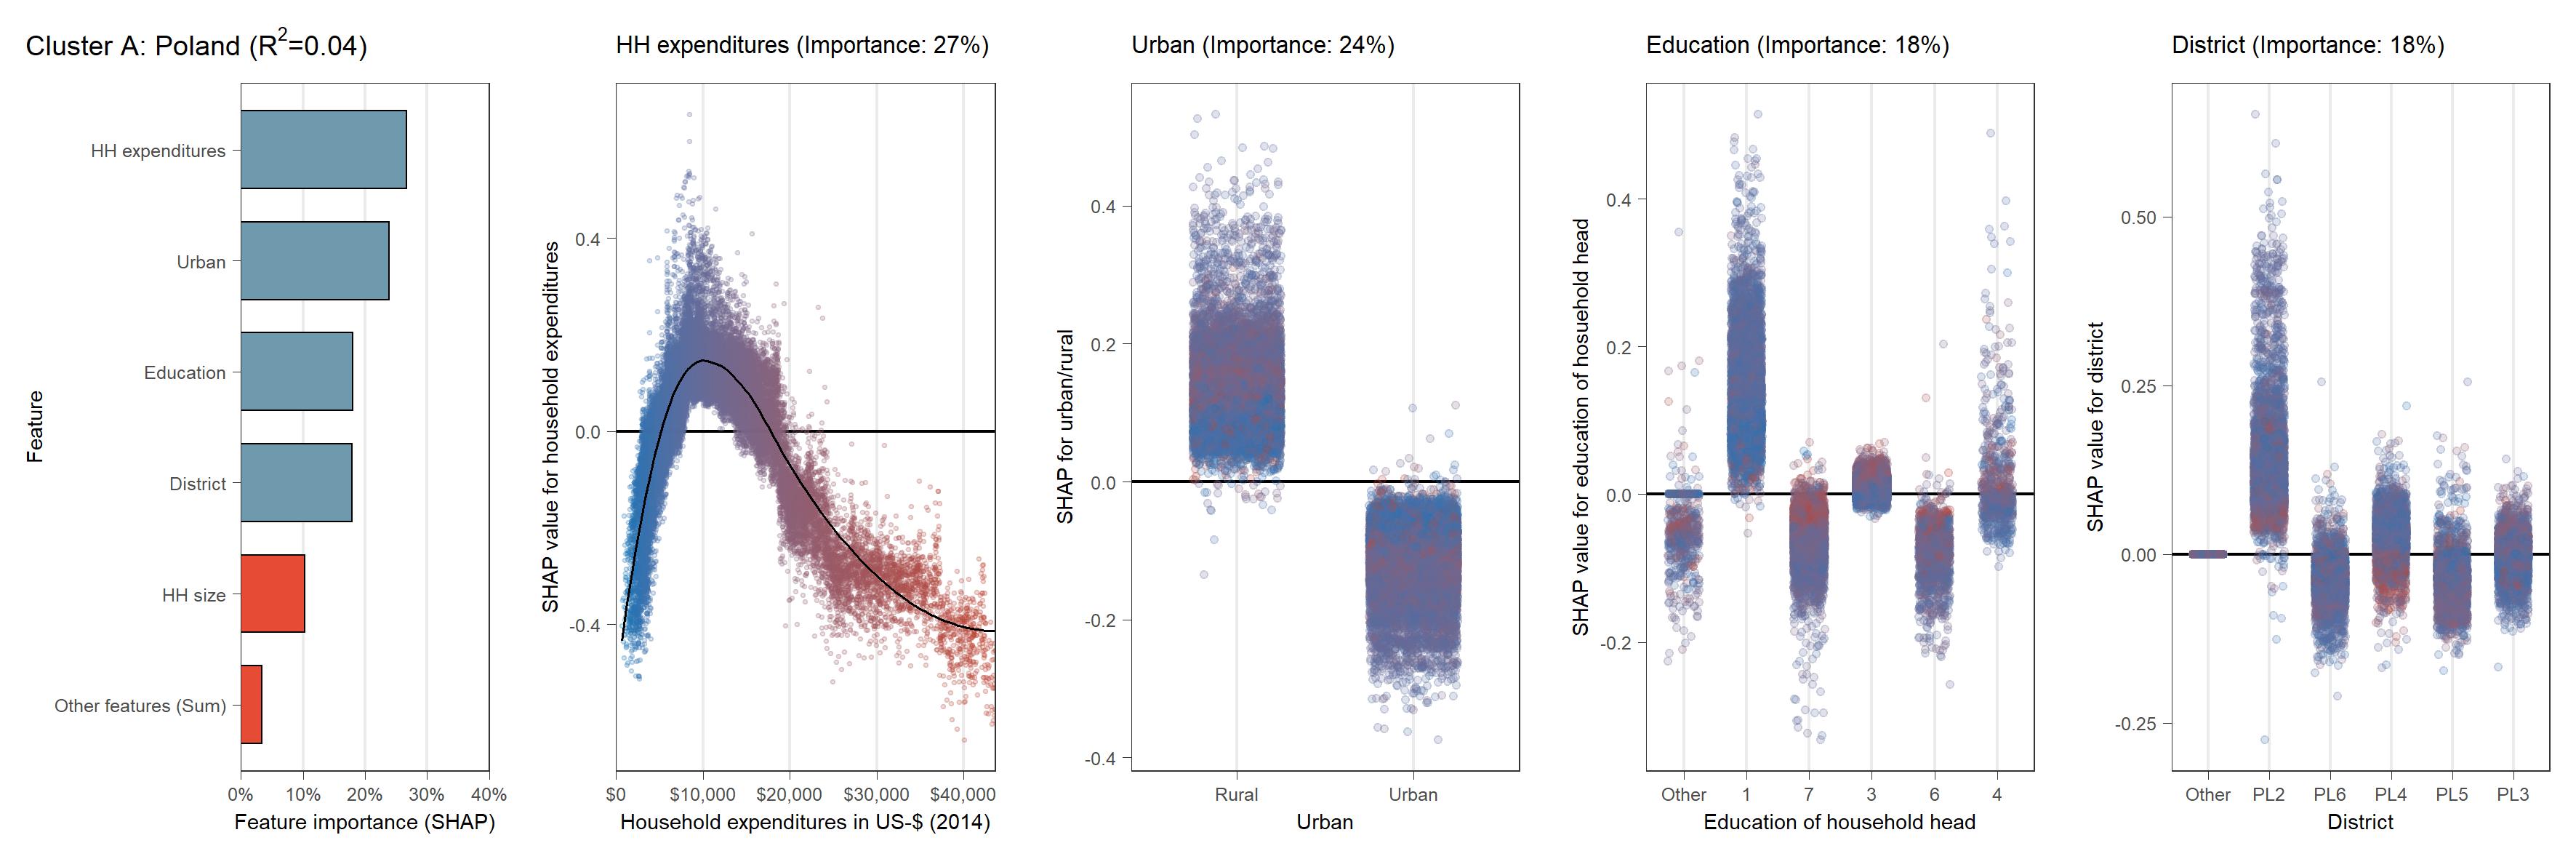 Cluster A: Poland (R²=0.04)
Feature
HH expenditures
Urban
Education
District
HH size
Other features (Sum)
0% 10% 20% 30% 40%
Feature importance (SHAP)
HH expenditures (Importance: 27%)
SHAP value for household expenditures
0.4
0.0
-0.4
$0 $10,000 $20,000 $30,000 $40,000
Household expenditures in US-$ (2014)
Urban (Importance: 24%)
SHAP for urban/rural
0.4
0.2
0.0
-0.2
-0.4
Rural Urban
Urban
Education (Importance: 18%)
SHAP value for education of hosuehold head
0.4
0.2
0.0
-0.2
Other 1 7 3 6 4
Education of household head
District (Importance: 18%)
SHAP value for district
0.50
0.25
0.00
-0.25
Other PL2 PL6 PL4 PL5 PL3
District